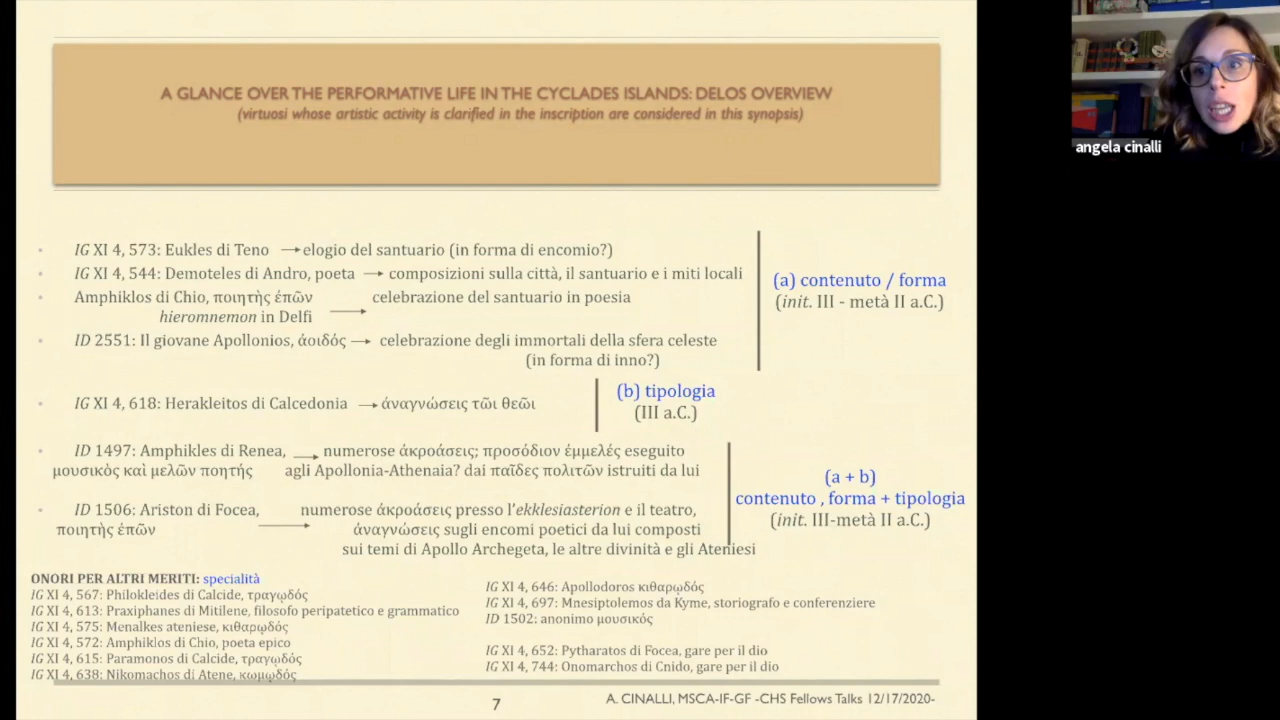 A GLANCE OVER THE PERFORMATIVE LIFE IN THE CYCLADES ISLANDS: DELOS OVERVIEW
(virtuosi whose artistic activity is clarified in the inscription are considered in this synopsis)
angela cinalli
• IG XI 4, 573: Eukles di Teno → elogio del santuario (in forma di encomio?)
• IG XI 4, 544: Demoteles di Andro, poeta → composizioni sulla città, il santuario e i miti locali
• Amphiklos di Chio, ποιητὴς ἐπῶν → celebrazione del santuario in poesia
hieromnemon in Delfi
• ID 2551: Il giovane Apollonios, ἀοιδός → celebrazione degli immortali della sfera celeste
(in forma di inno?)
(a) contenuto / forma
(init. III - metà II a.C.)
• IG XI 4, 618: Herakleitos di Calcedonia → ἀναγνώσεις τῶι θεῶι
(b) tipologia
(III a.C.)
• ID 1497: Amphikles di Renea, → numerose ἀκροάσεις; προσόδιον ἐμμελές eseguito
μουσικὸς καὶ μελῶν ποητής agli Apollonia-Athenaia? dai παῖδες πολιτῶν istruiti da lui
• ID 1506: Ariston di Focea, numerose ἀκροάσεις presso l'ekklesiasterion e il teatro,
ποιητὴς ἐπῶν → ἀναγνώσεις sugli encomi poetici da lui composti
sui temi di Apollo Archegeta, le altre divinità e gli Ateniesi
(a + b)
contenuto , forma + tipologia
(init. III-metà II a.C.)
ONORI PER ALTRI MERITI: specialità
IG XI 4, 567: Philokleides di Calcide, τραγῳδός
IG XI 4, 613: Praxiphanes di Mitilene, filosofo peripatetico e grammatico
IG XI 4, 575: Menalkes ateniese, κιθαρῳδός
IG XI 4, 572: Amphiklos di Chio, poeta epico
IG XI 4, 615: Paramonos di Calcide, τραγῳδός
IG XI 4, 638: Nikomachos di Atene, κωμῳδός
IG XI 4, 646: Apollodoros κιθαρῳδός
IG XI 4, 697: Mnesiptolemos da Kyme, storiografo e conferenziere
ID 1502: anonimo μουσικός
IG XI 4, 652: Pytharatos di Focea, gare per il dio
IG XI 4, 744: Onomarchos di Cnido, gare per il dio
7
A. CINALLI, MSCA-IF-GF -CHS Fellows Talks 12/17/2020-